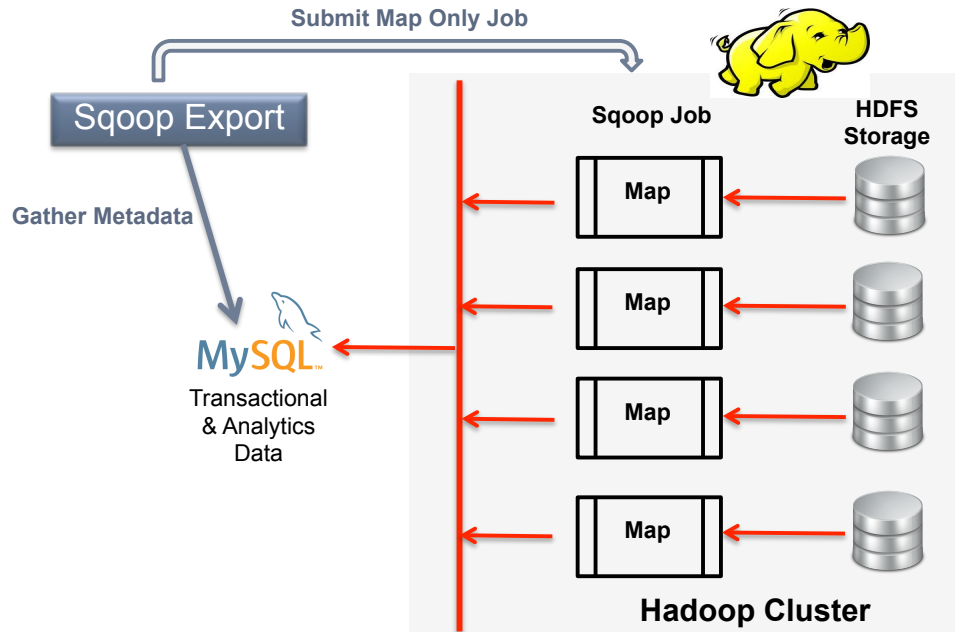 Submit Map Only Job
Sqoop Export
Sqoop Job
HDFS
Storage
Gather Metadata
Map
Map
Map
Map
MySQL™
Transactional
& Analytics
Data
Hadoop Cluster